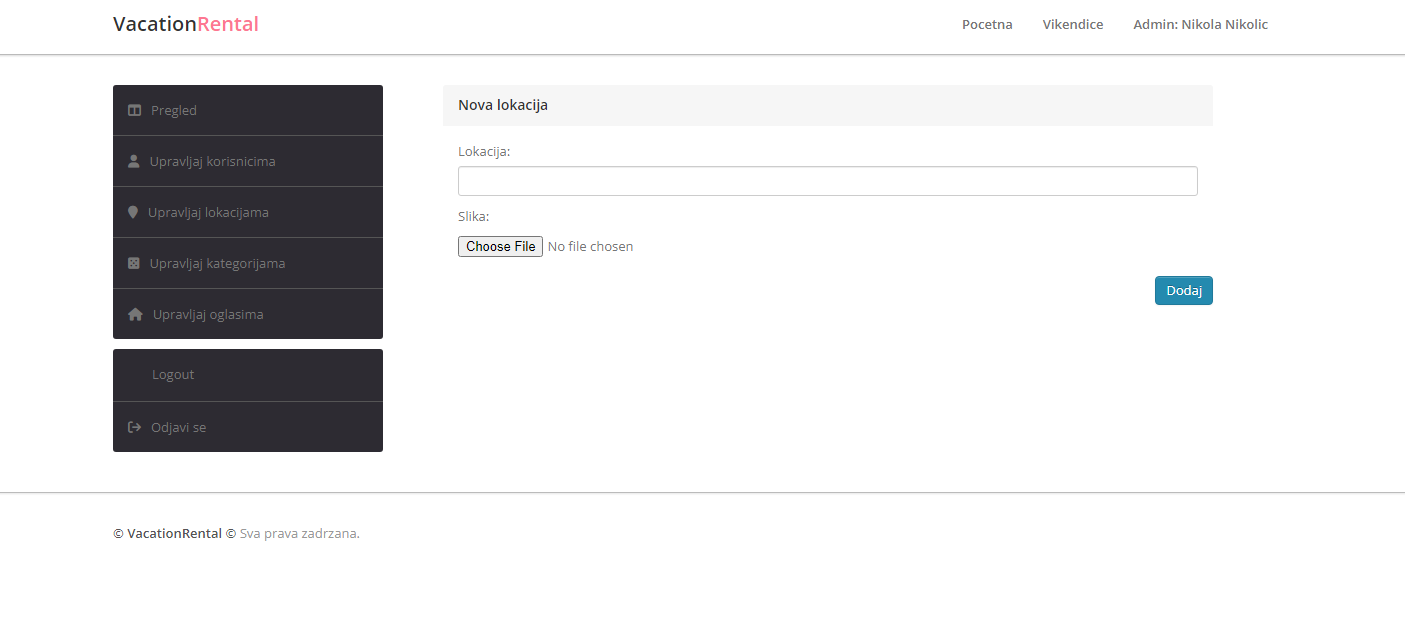 VacationRental
Pocetna Vikendice Admin: Nikola Nikolic
Pregled
Upravljaj korisnicima
Upravljaj lokacijama
Upravljaj kategorijama
Upravljaj oglasima
Logout
Odjavi se
Nova lokacija
Lokacija:
Slika:
Choose File No file chosen
Dodaj
© VacationRental © Sva prava zadrzana.